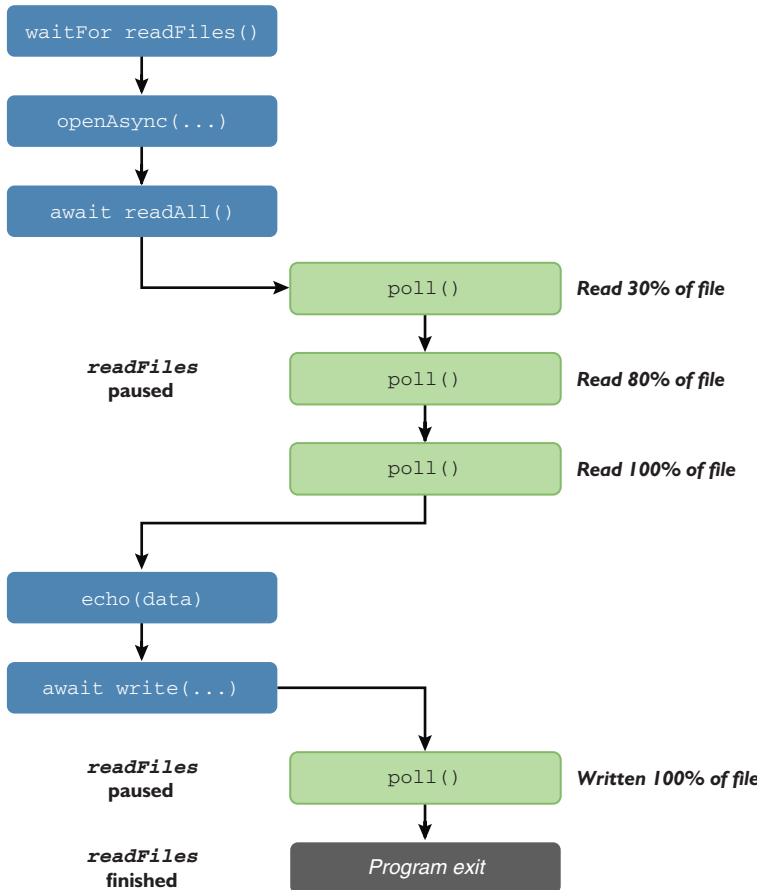 waitFor readFiles()
openAsync(...)
await readAll()
poll()
Read 30% of file
readFiles
paused
poll()
Read 80% of file
poll()
Read 100% of file
echo(data)
await write(...)
readFiles
paused
poll()
Written 100% of file
readFiles
finished
Program exit